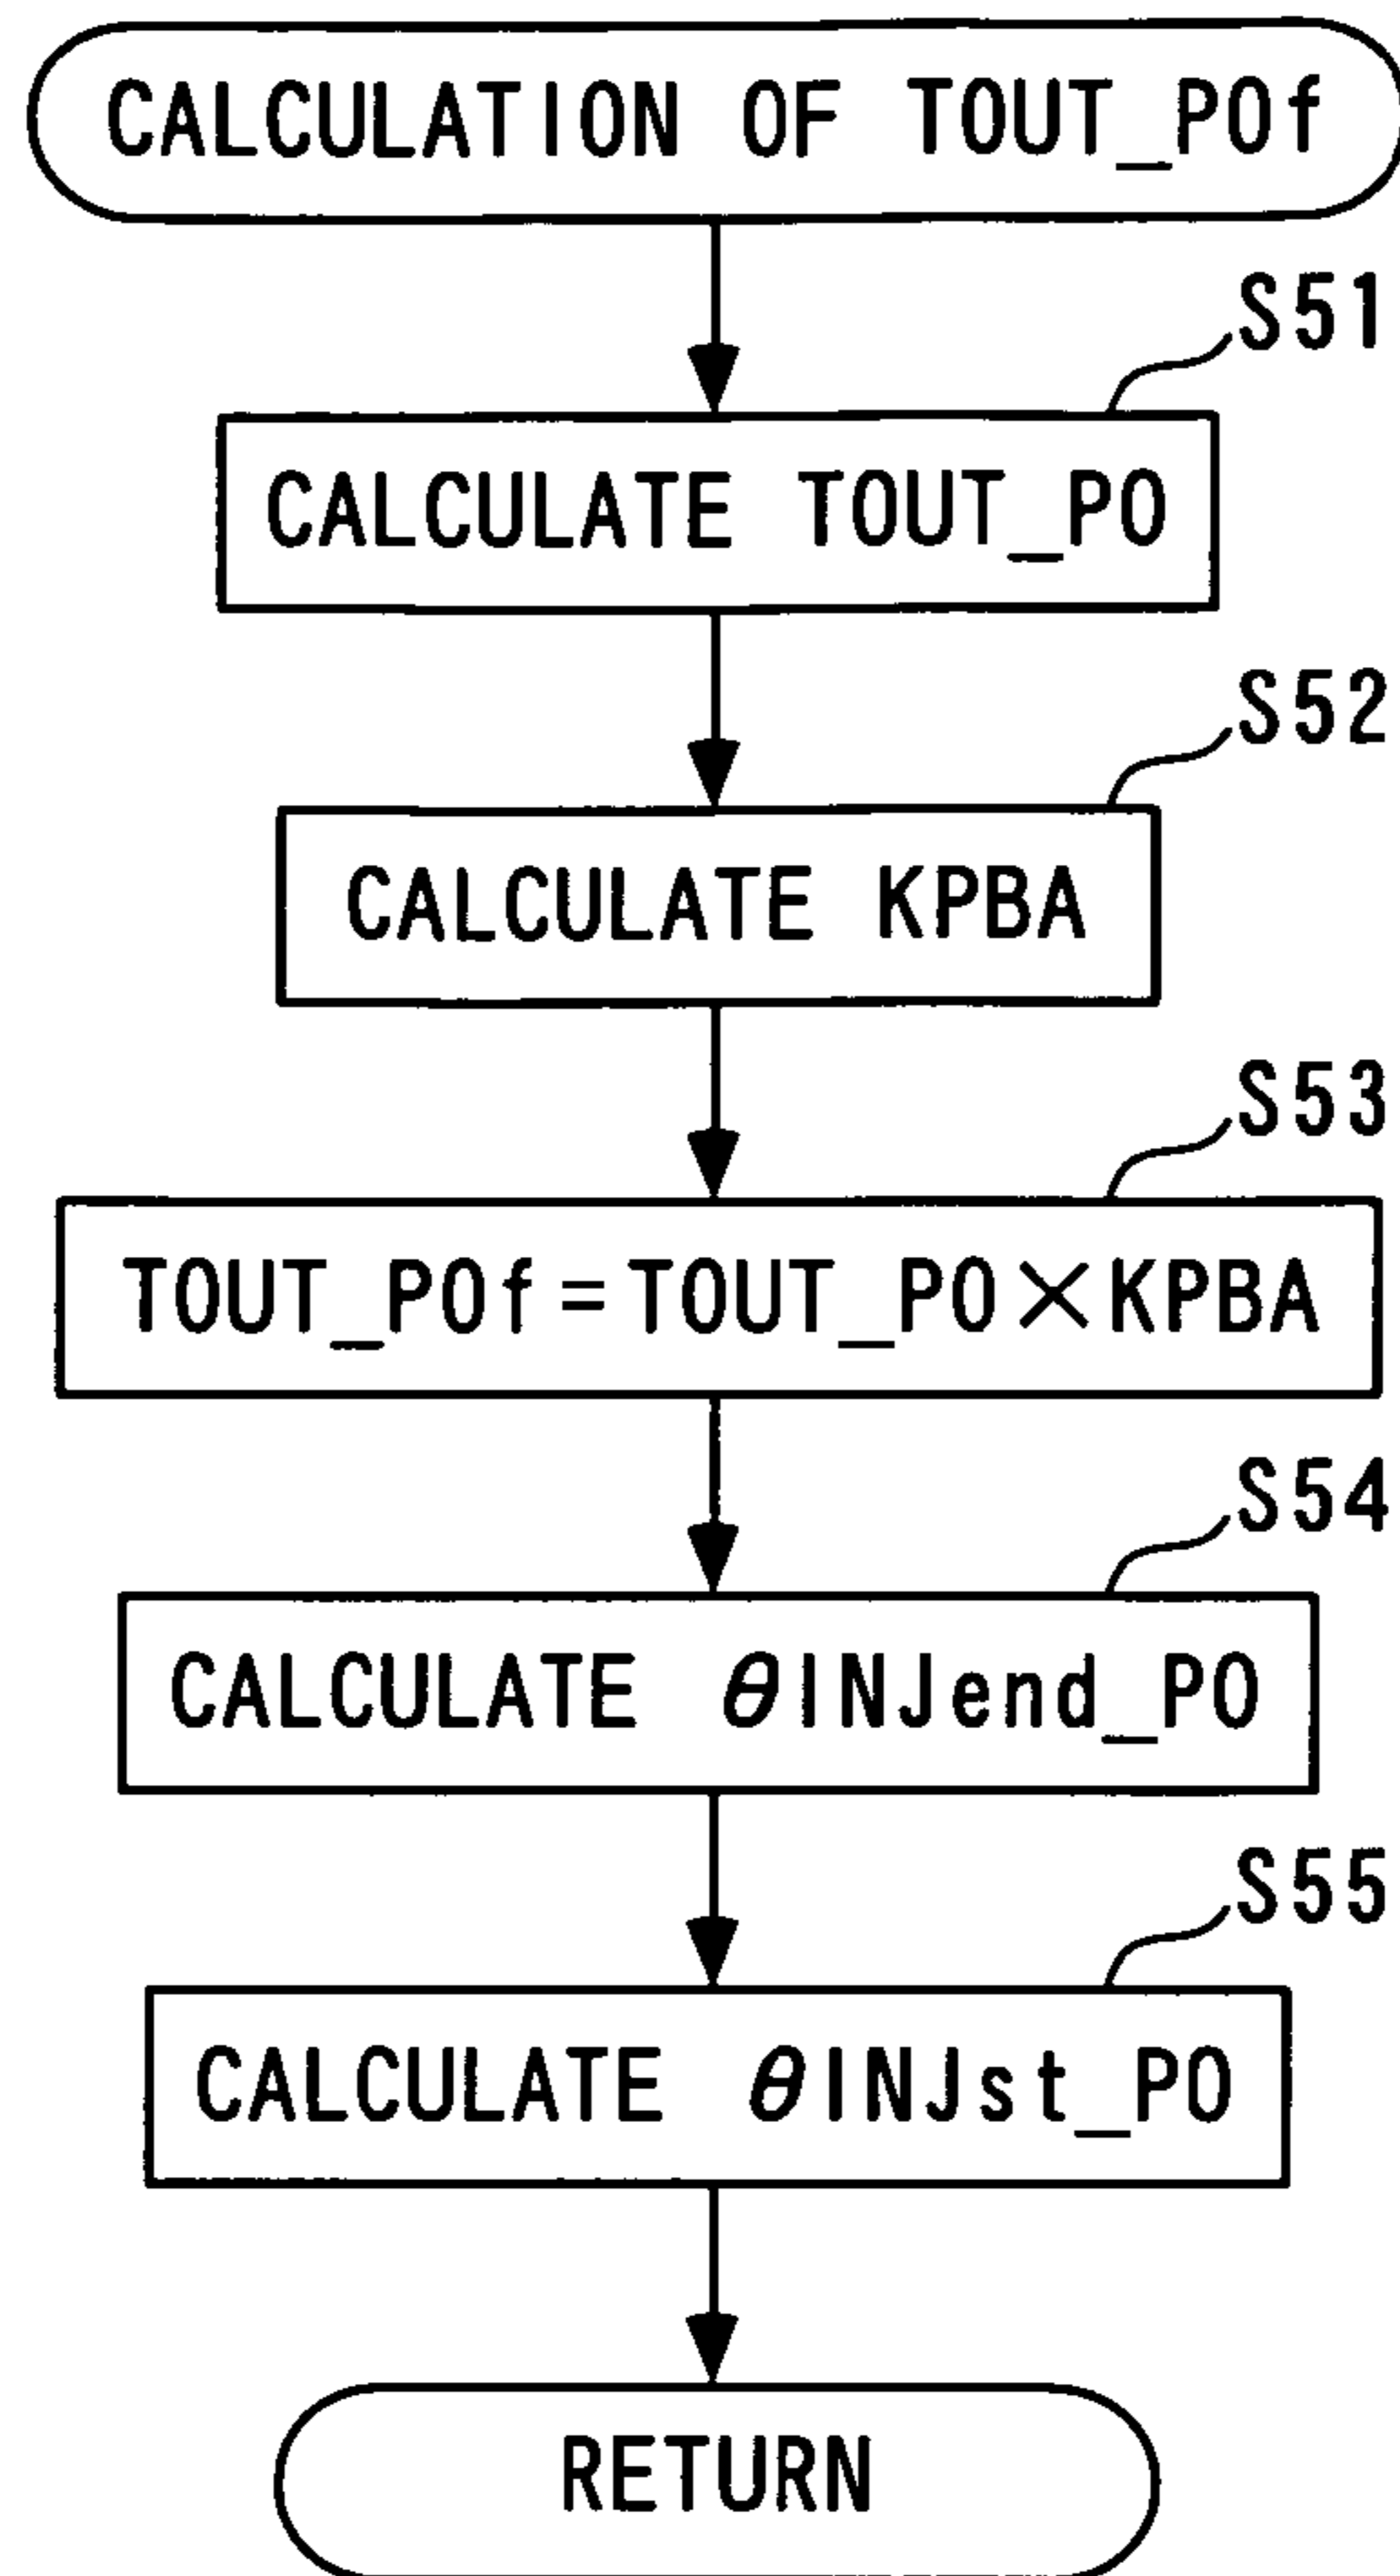 CALCULATION OF TOUT_POf
S51
CALCULATE TOUT_PO
S52
CALCULATE KPBA
S53
TOUT_POf=TOUT_PO×KPBA
S54
CALCULATE θINJend_PO
S55
CALCULATE θINJst_PO
RETURN